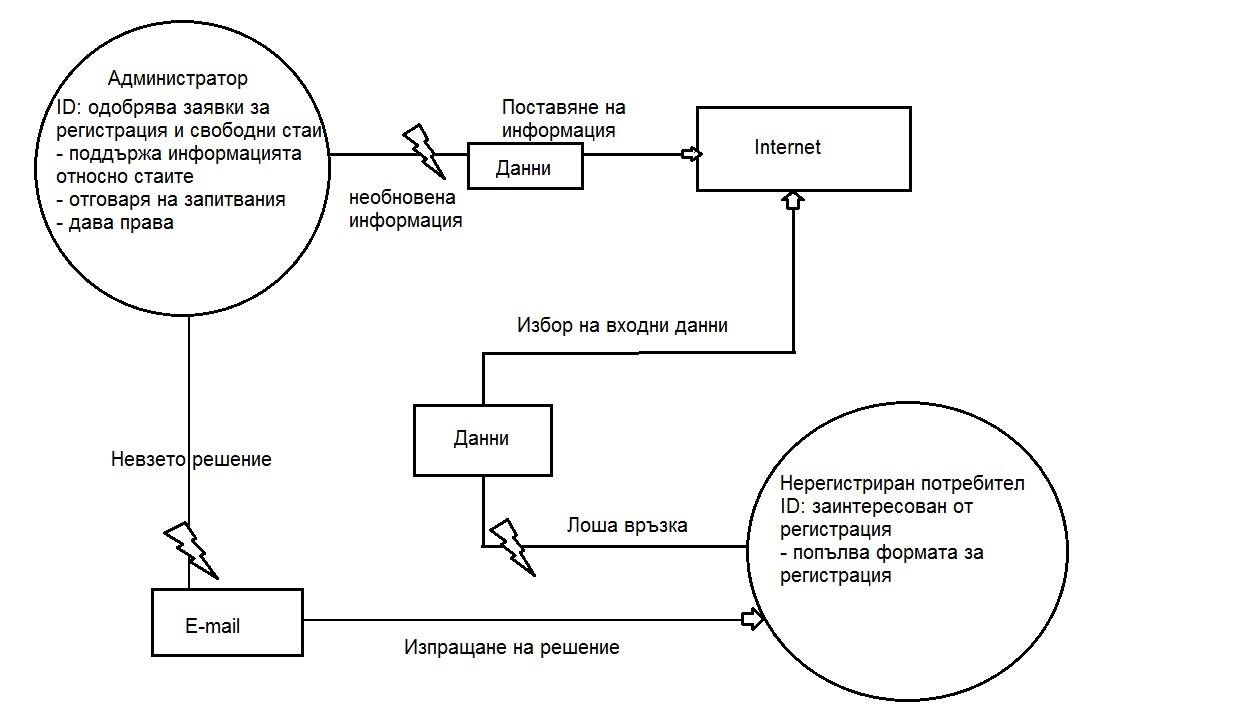 Администратор
ID: одобрява заявки за
регистрация и свободни стаи
- поддържа информацията
относно стаите
- отговаря на запитвания
- дава права
необновена
информация
Поставяне на
информация
Данни
Internet
Избор на входни данни
Данни
Невзето решение
Лоша връзка
Нерегистриран потребител
ID: заинтересован от
регистрация
- попълва формата за
регистрация
E-mail
Изпращане на решение